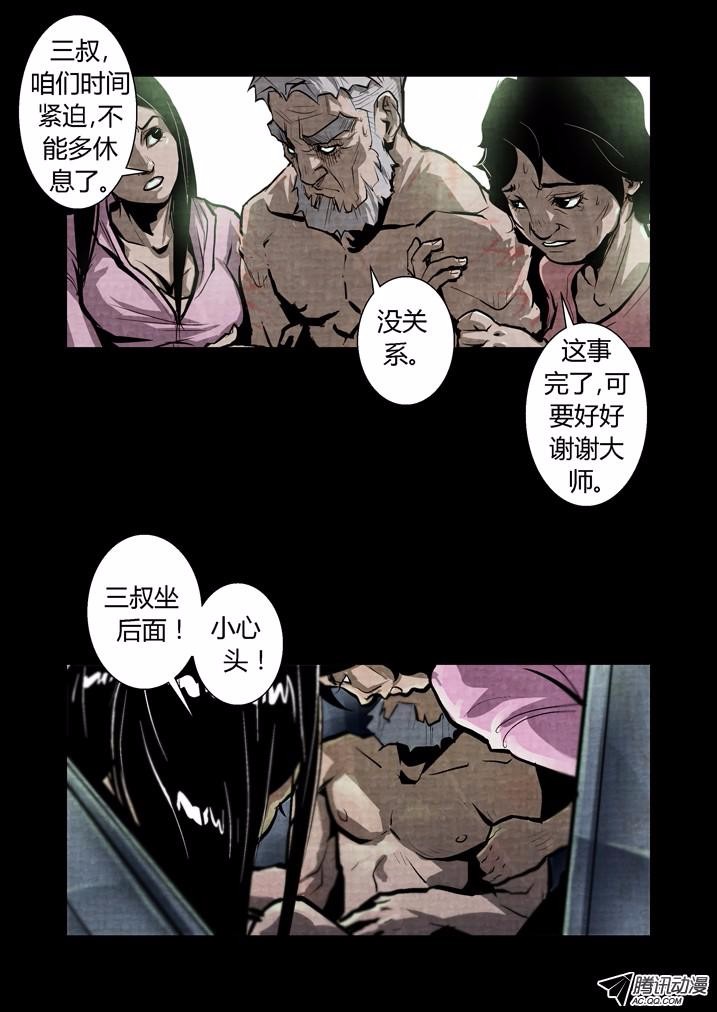 三叔，
咱们时间
紧迫，不
能多休
息了。
没关
系。
这事
完了，可
要好好
谢谢大
师。
三叔坐
后面！
小心
头！
腾讯动漫
AC.QQ.COM